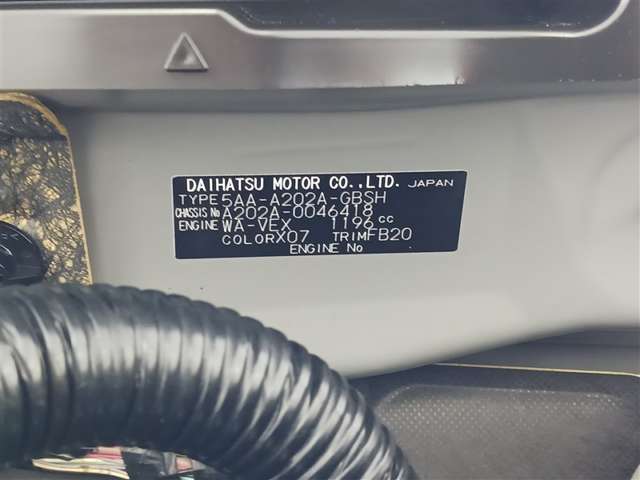 DAIHATSU MOTOR CO.,LTD. JAPAN
TYPE 5AA-A202A-GBSH
CHASSIS No A202A-0046418
ENGINE WA-VEX 1196 cc
COLOR X07 TRIM FB20
ENGINE No